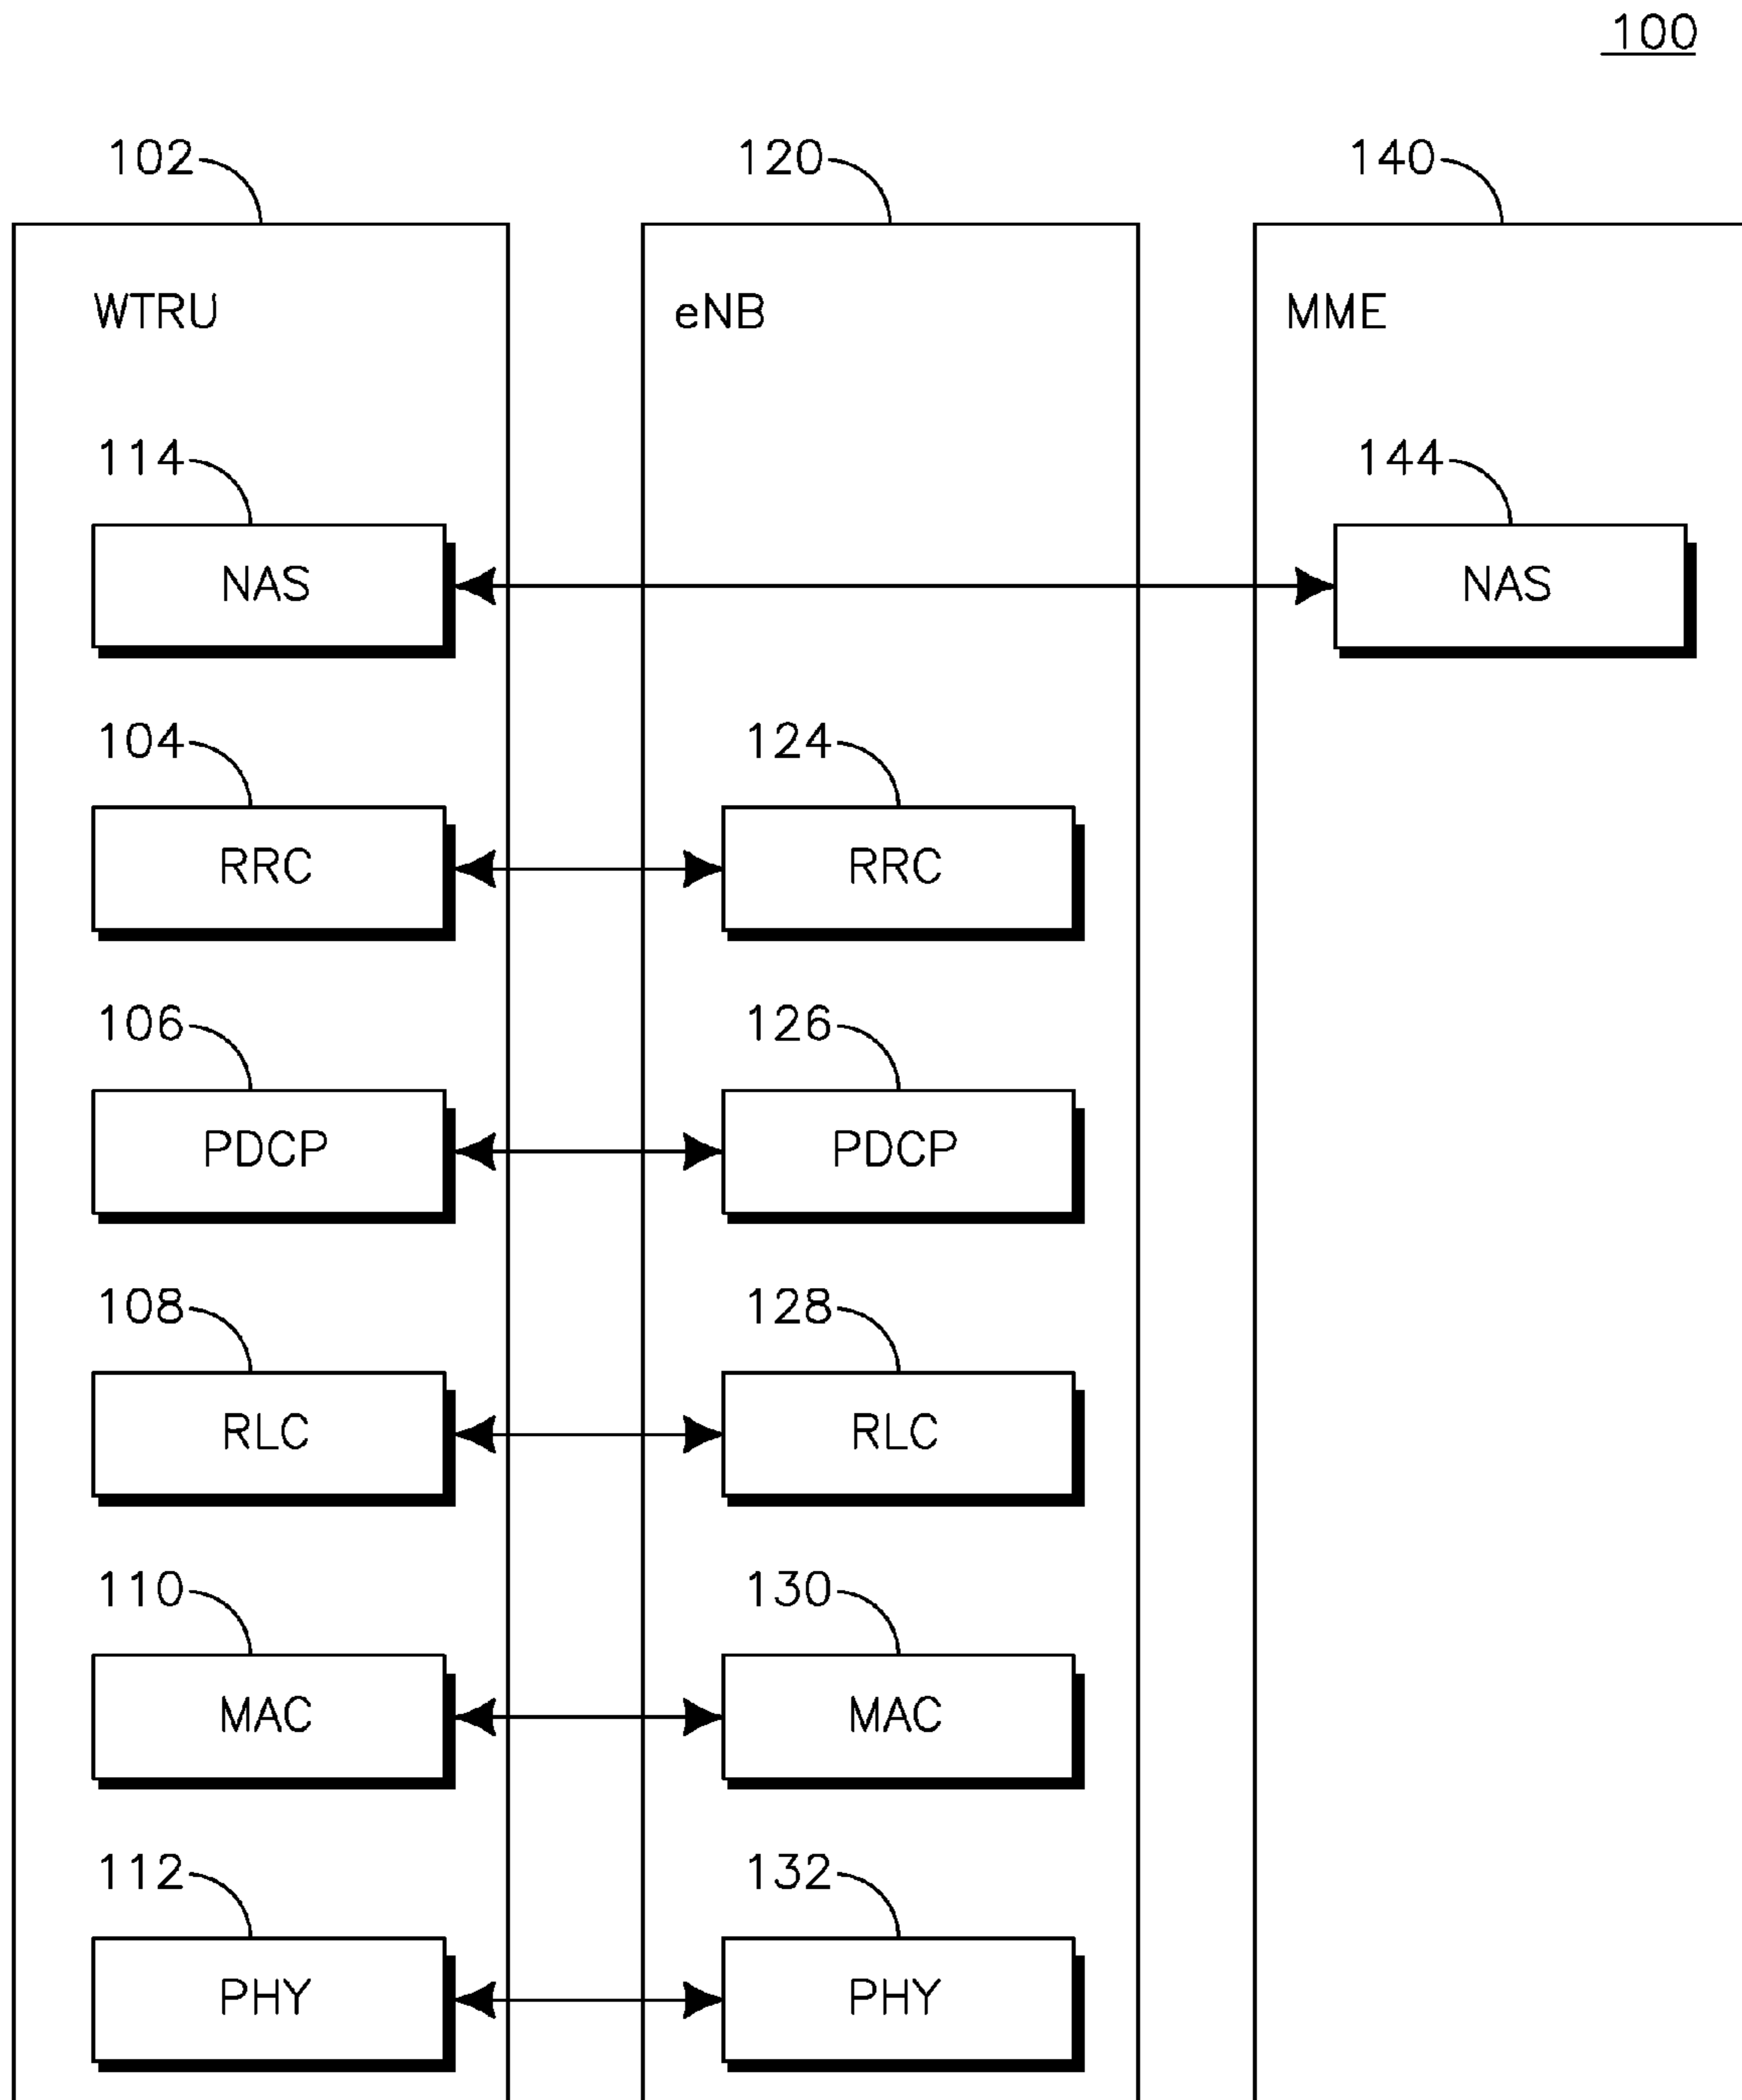 100
102 120 140
WTRU eNB MME
114 144
NAS NAS
104 124
RRC RRC
106 126
PDCP PDCP
108 128
RLC RLC
110 130
MAC MAC
112 132
PHY PHY